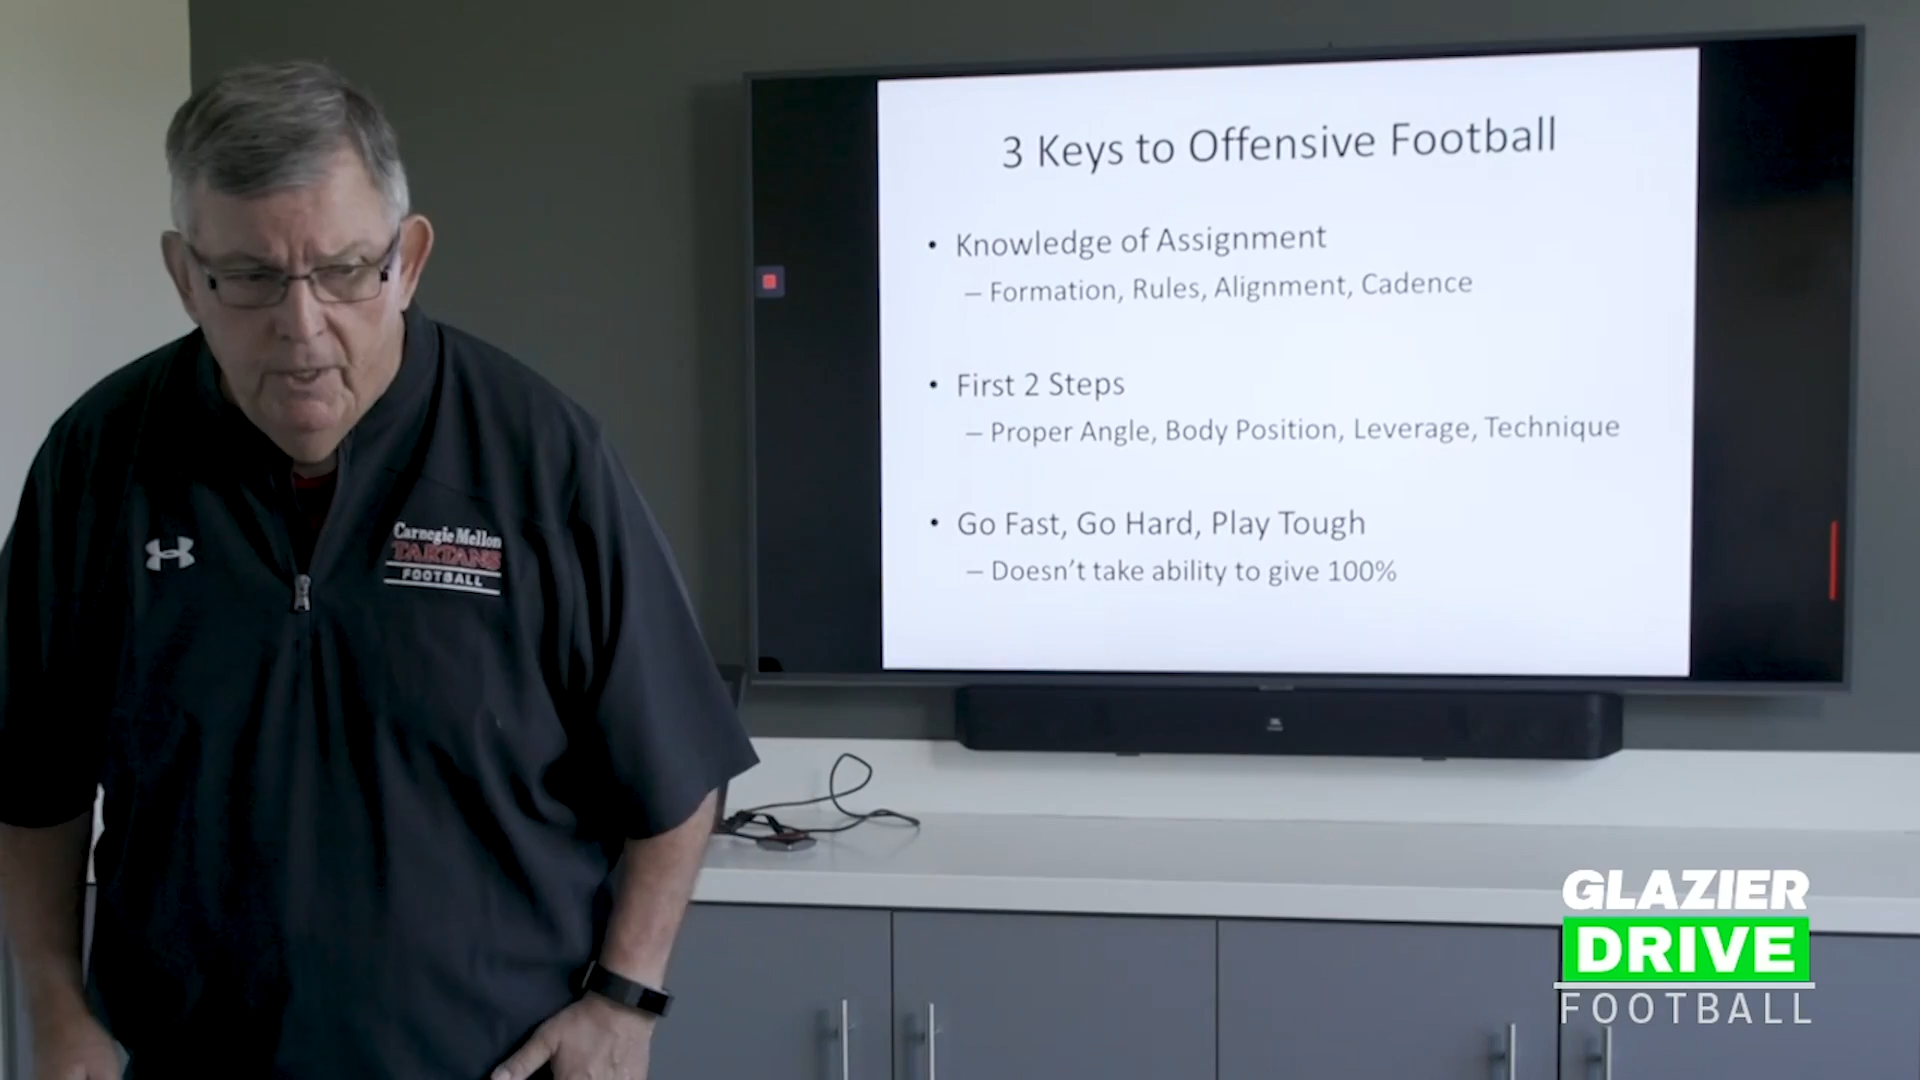 3 Keys to Offensive Football
• Knowledge of Assignment
– Formation, Rules, Alignment, Cadence
• First 2 Steps
– Proper Angle, Body Position, Leverage, Technique
• Go Fast, Go Hard, Play Tough
– Doesn't take ability to give 100%
Carnegie Mellon
TARTANS
FOOTBALL
JBL
GLAZIER
DRIVE
FOOTBALL